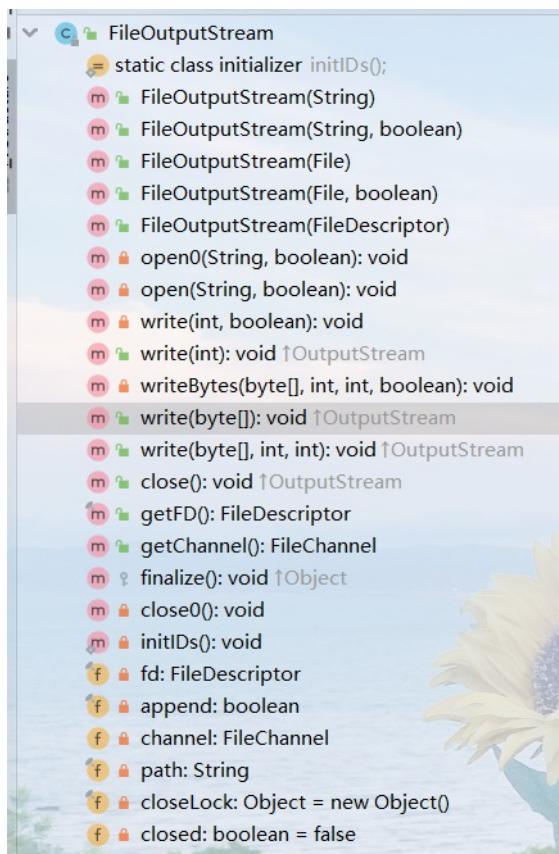 FileOutputStream
static class initializer initIDs();
FileOutputStream(String)
FileOutputStream(String, boolean)
FileOutputStream(File)
FileOutputStream(File, boolean)
FileOutputStream(FileDescriptor)
open0(String, boolean): void
open(String, boolean): void
write(int, boolean): void
write(int): void ↑OutputStream
writeBytes(byte[], int, int, boolean): void
write(byte[]): void ↑OutputStream
write(byte[], int, int): void ↑OutputStream
close(): void ↑OutputStream
getFD(): FileDescriptor
getChannel(): FileChannel
finalize(): void ↑Object
close0(): void
initIDs(): void
fd: FileDescriptor
append: boolean
channel: FileChannel
path: String
closeLock: Object = new Object()
closed: boolean = false